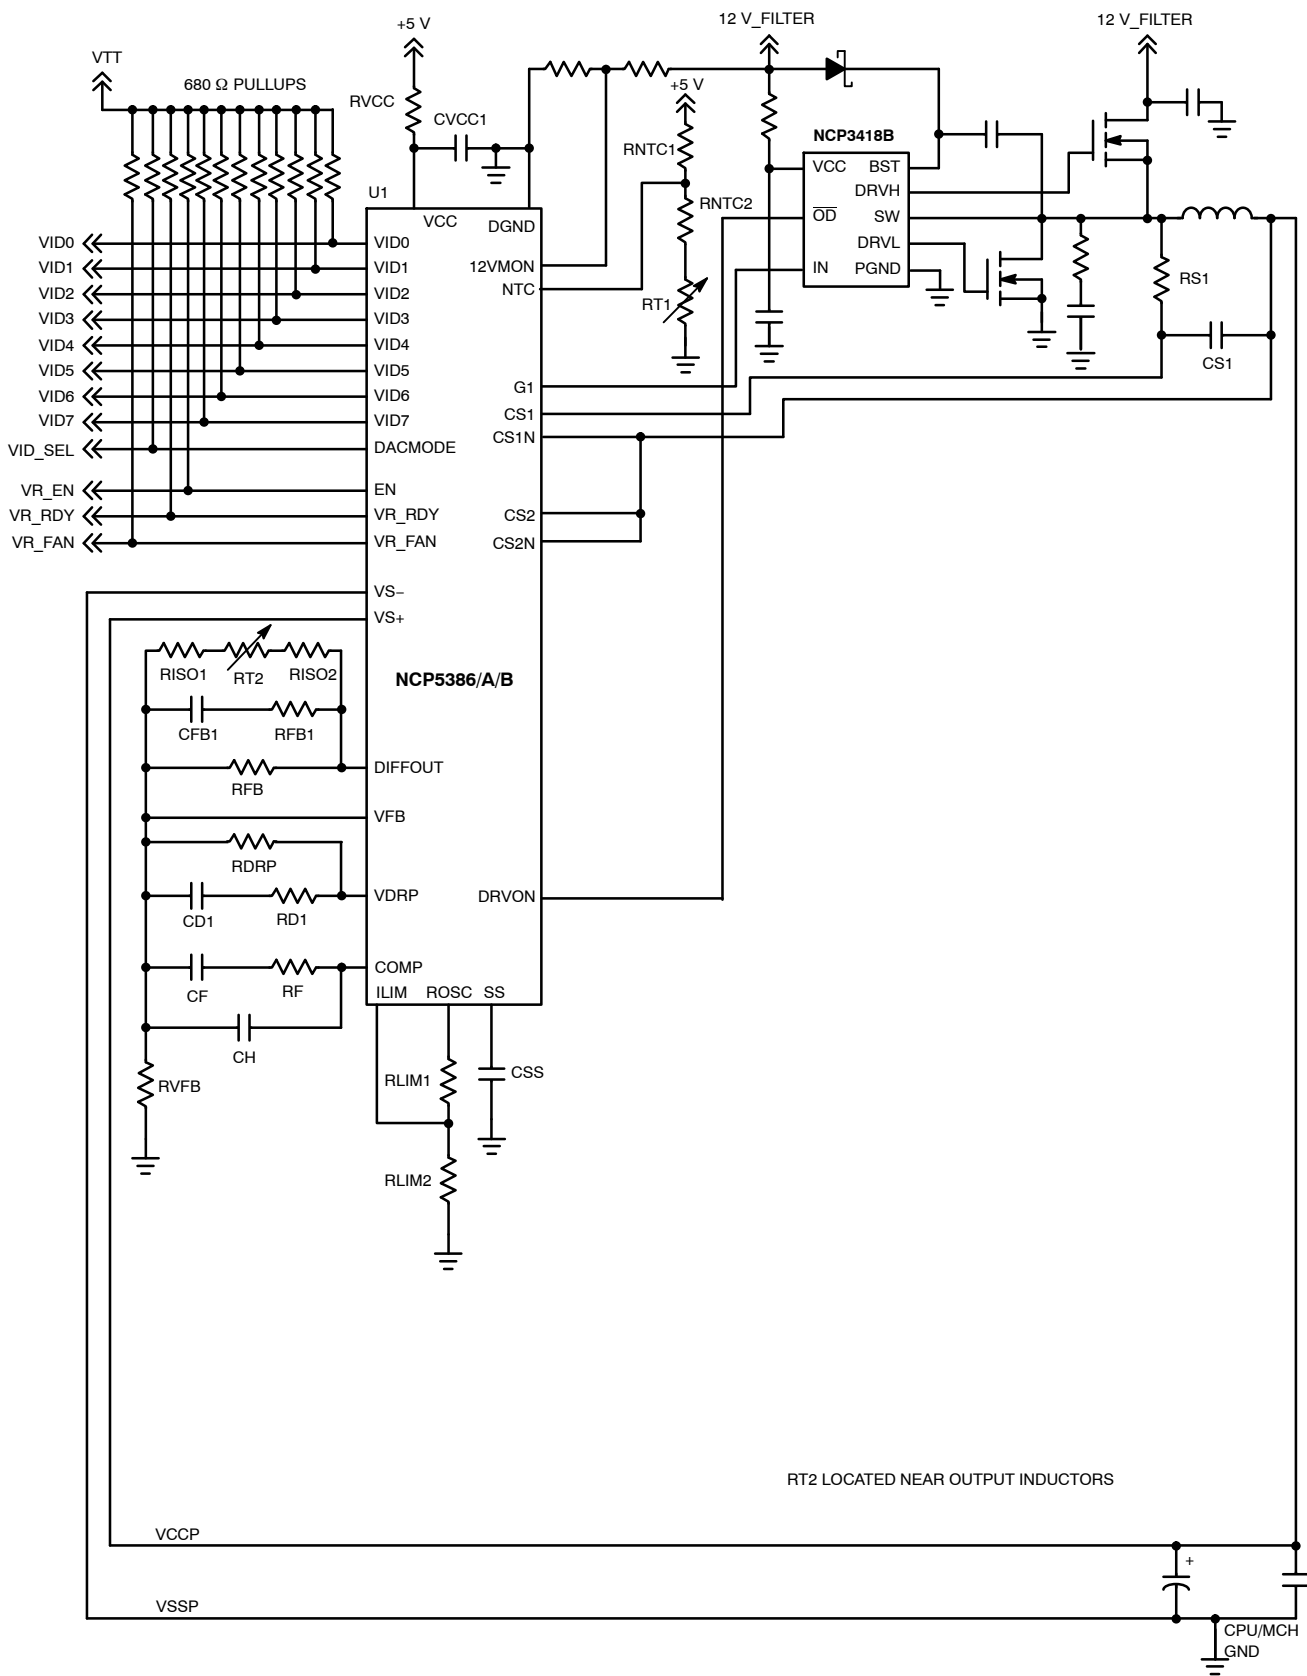 +5 V
12 V_FILTER
12 V_FILTER
VTT
680 Ω PULLUPS
RVCC
CVCC1
+5 V
RNTC1
RNTC2
RT1
NCP3418B
VCC
BST
DRVH
OD
SW
DRVL
IN
PGND
RS1
CS1
U1
VCC
DGND
VID0
VID0
12VMON
VID1
VID1
NTC
VID2
VID2
VID3
VID3
VID4
VID4
VID5
VID5
G1
VID6
VID6
CS1
VID7
VID7
CS1N
VID_SEL
DACMODE
VR_EN
EN
VR_RDY
VR_RDY
CS2
VR_FAN
VR_FAN
CS2N
VS–
VS+
RISO1
RT2
RISO2
NCP5386/A/B
CFB1
RFB1
DIFFOUT
RFB
VFB
RDRP
VDRP
DRVON
CD1
RD1
COMP
CF
RF
ILIM
ROSC
SS
CH
RVFB
RLIM1
CSS
RLIM2
RT2 LOCATED NEAR OUTPUT INDUCTORS
VCCP
+
VSSP
CPU/MCH
GND